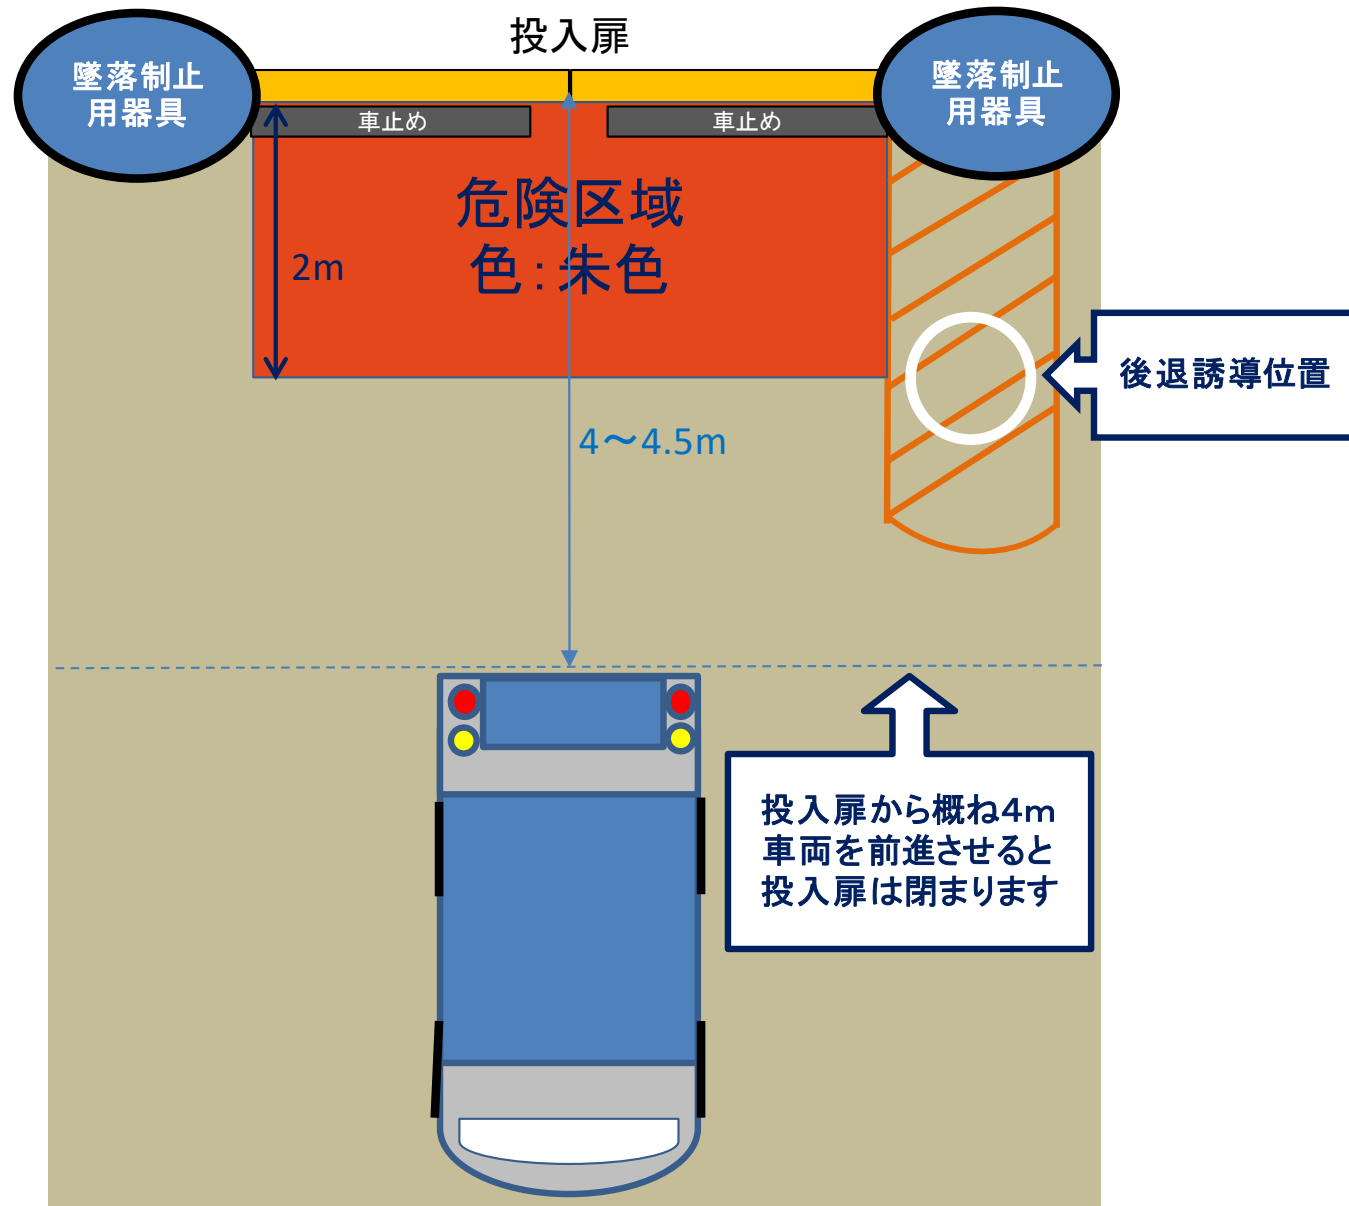 投入扉
墜落制止
用器具
墜落制止
用器具
車止め
車止め
危険区域
色：朱色
2m
後退誘導位置
4～4.5m
投入扉から概ね4m
車両を前進させると
投入扉は閉まります